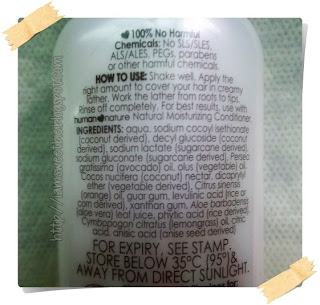 100% No Harmful
Chemicals: No SLS/SLES,
ALS/ALES, PEGs, parabens
or other harmful chemicals.
HOW TO USE: Shake well. Apply the
right amount to cover your hair in creamy
lather. Work the lather from roots to tips.
Rinse off completely. For best results, use with
human nature Natural Moisturizing Conditioner.
INGREDIENTS: aqua, sodium cocoyl isethionate
(coconut derived), decyl glucoside (coconut
derived), sodium lactate (sugarcane derived),
sodium gluconate (sugarcane derived), Persea
gratissima (avocado) oil, olus (vegetable) oil,
Cocos nucifera (coconut) nectar, dicaprylyl
ether (vegetable derived), Citrus sinensis
(orange) oil, guar gum, levulinic acid (rice or
corn derived), xanthan gum, Aloe barbadensis
(aloe vera) leaf juice, phytic acid (rice derived),
Cymbopogon citratus (lemongrass) oil, citric
acid, anisic acid (anise seed derived)
FOR EXPIRY, SEE STAMP.
STORE BELOW 35°C (95°F) &
AWAY FROM DIRECT SUNLIGHT.